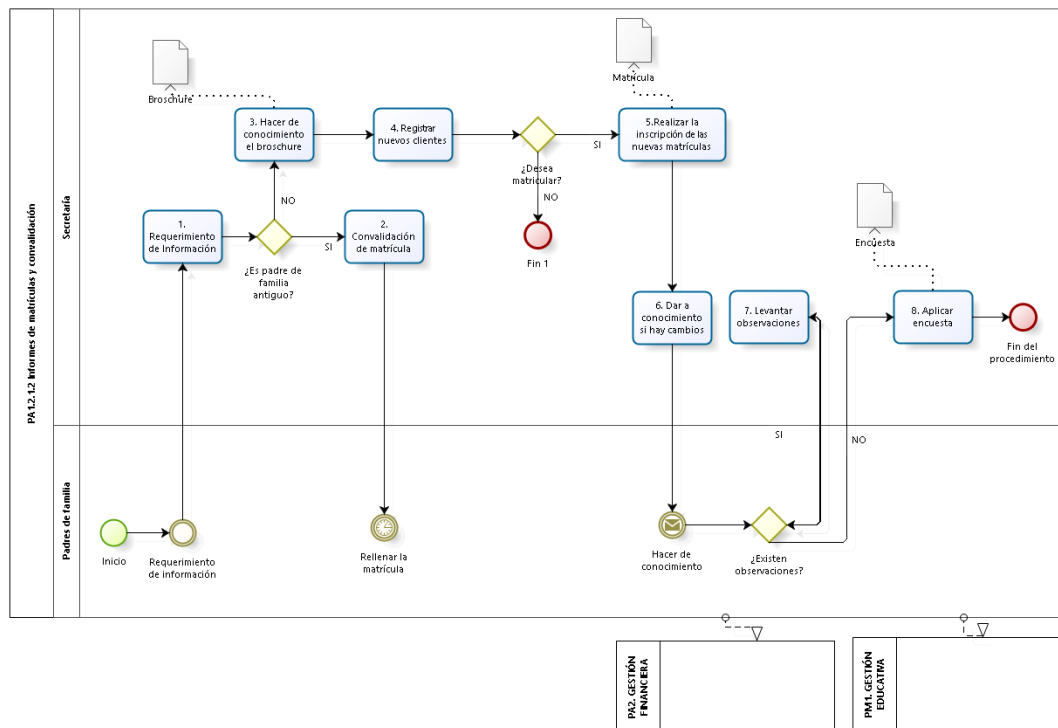 PA1.2.1.2 Informes de matrículas y convalidación
Secretaría
Broschure
3. Hacer de
conocimiento
el broschure
4. Registrar
nuevos clientes
¿Desea
matricular?
SI
NO
Fin 1
Matrícula
5.Realizar la
inscripción de las
nuevas matrículas
1.
Requerimiento
de Información
¿Es padre de
familia
antiguo?
NO
SI
2.
Convalidación
de matrícula
6. Dar a
conocimiento
si hay cambios
7. Levantar
observaciones
Encuesta
8. Aplicar
encuesta
Fin del
procedimiento
SI
NO
Padres de familia
Inicio
Requerimiento
de información
Rellenar la
matrícula
Hacer de
conocimiento
¿Existen
observaciones?
PA2. GESTIÓN
FINANCIERA
PM1. GESTIÓN
EDUCATIVA